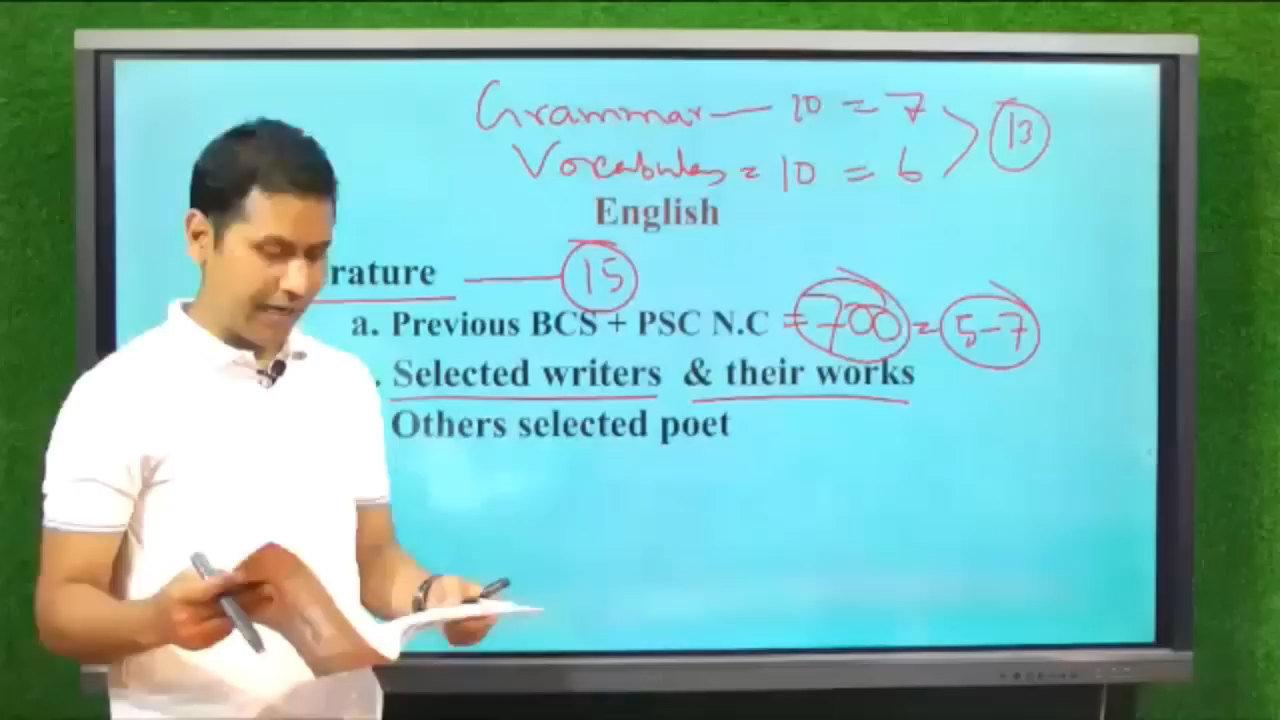 Grammar — 20 = 7 > 13
Vocabulary = 10 = 6
English
rature — 15
a. Previous BCS + PSC N.C = 700 = 5-7
. Selected writers & their works
Others selected poet